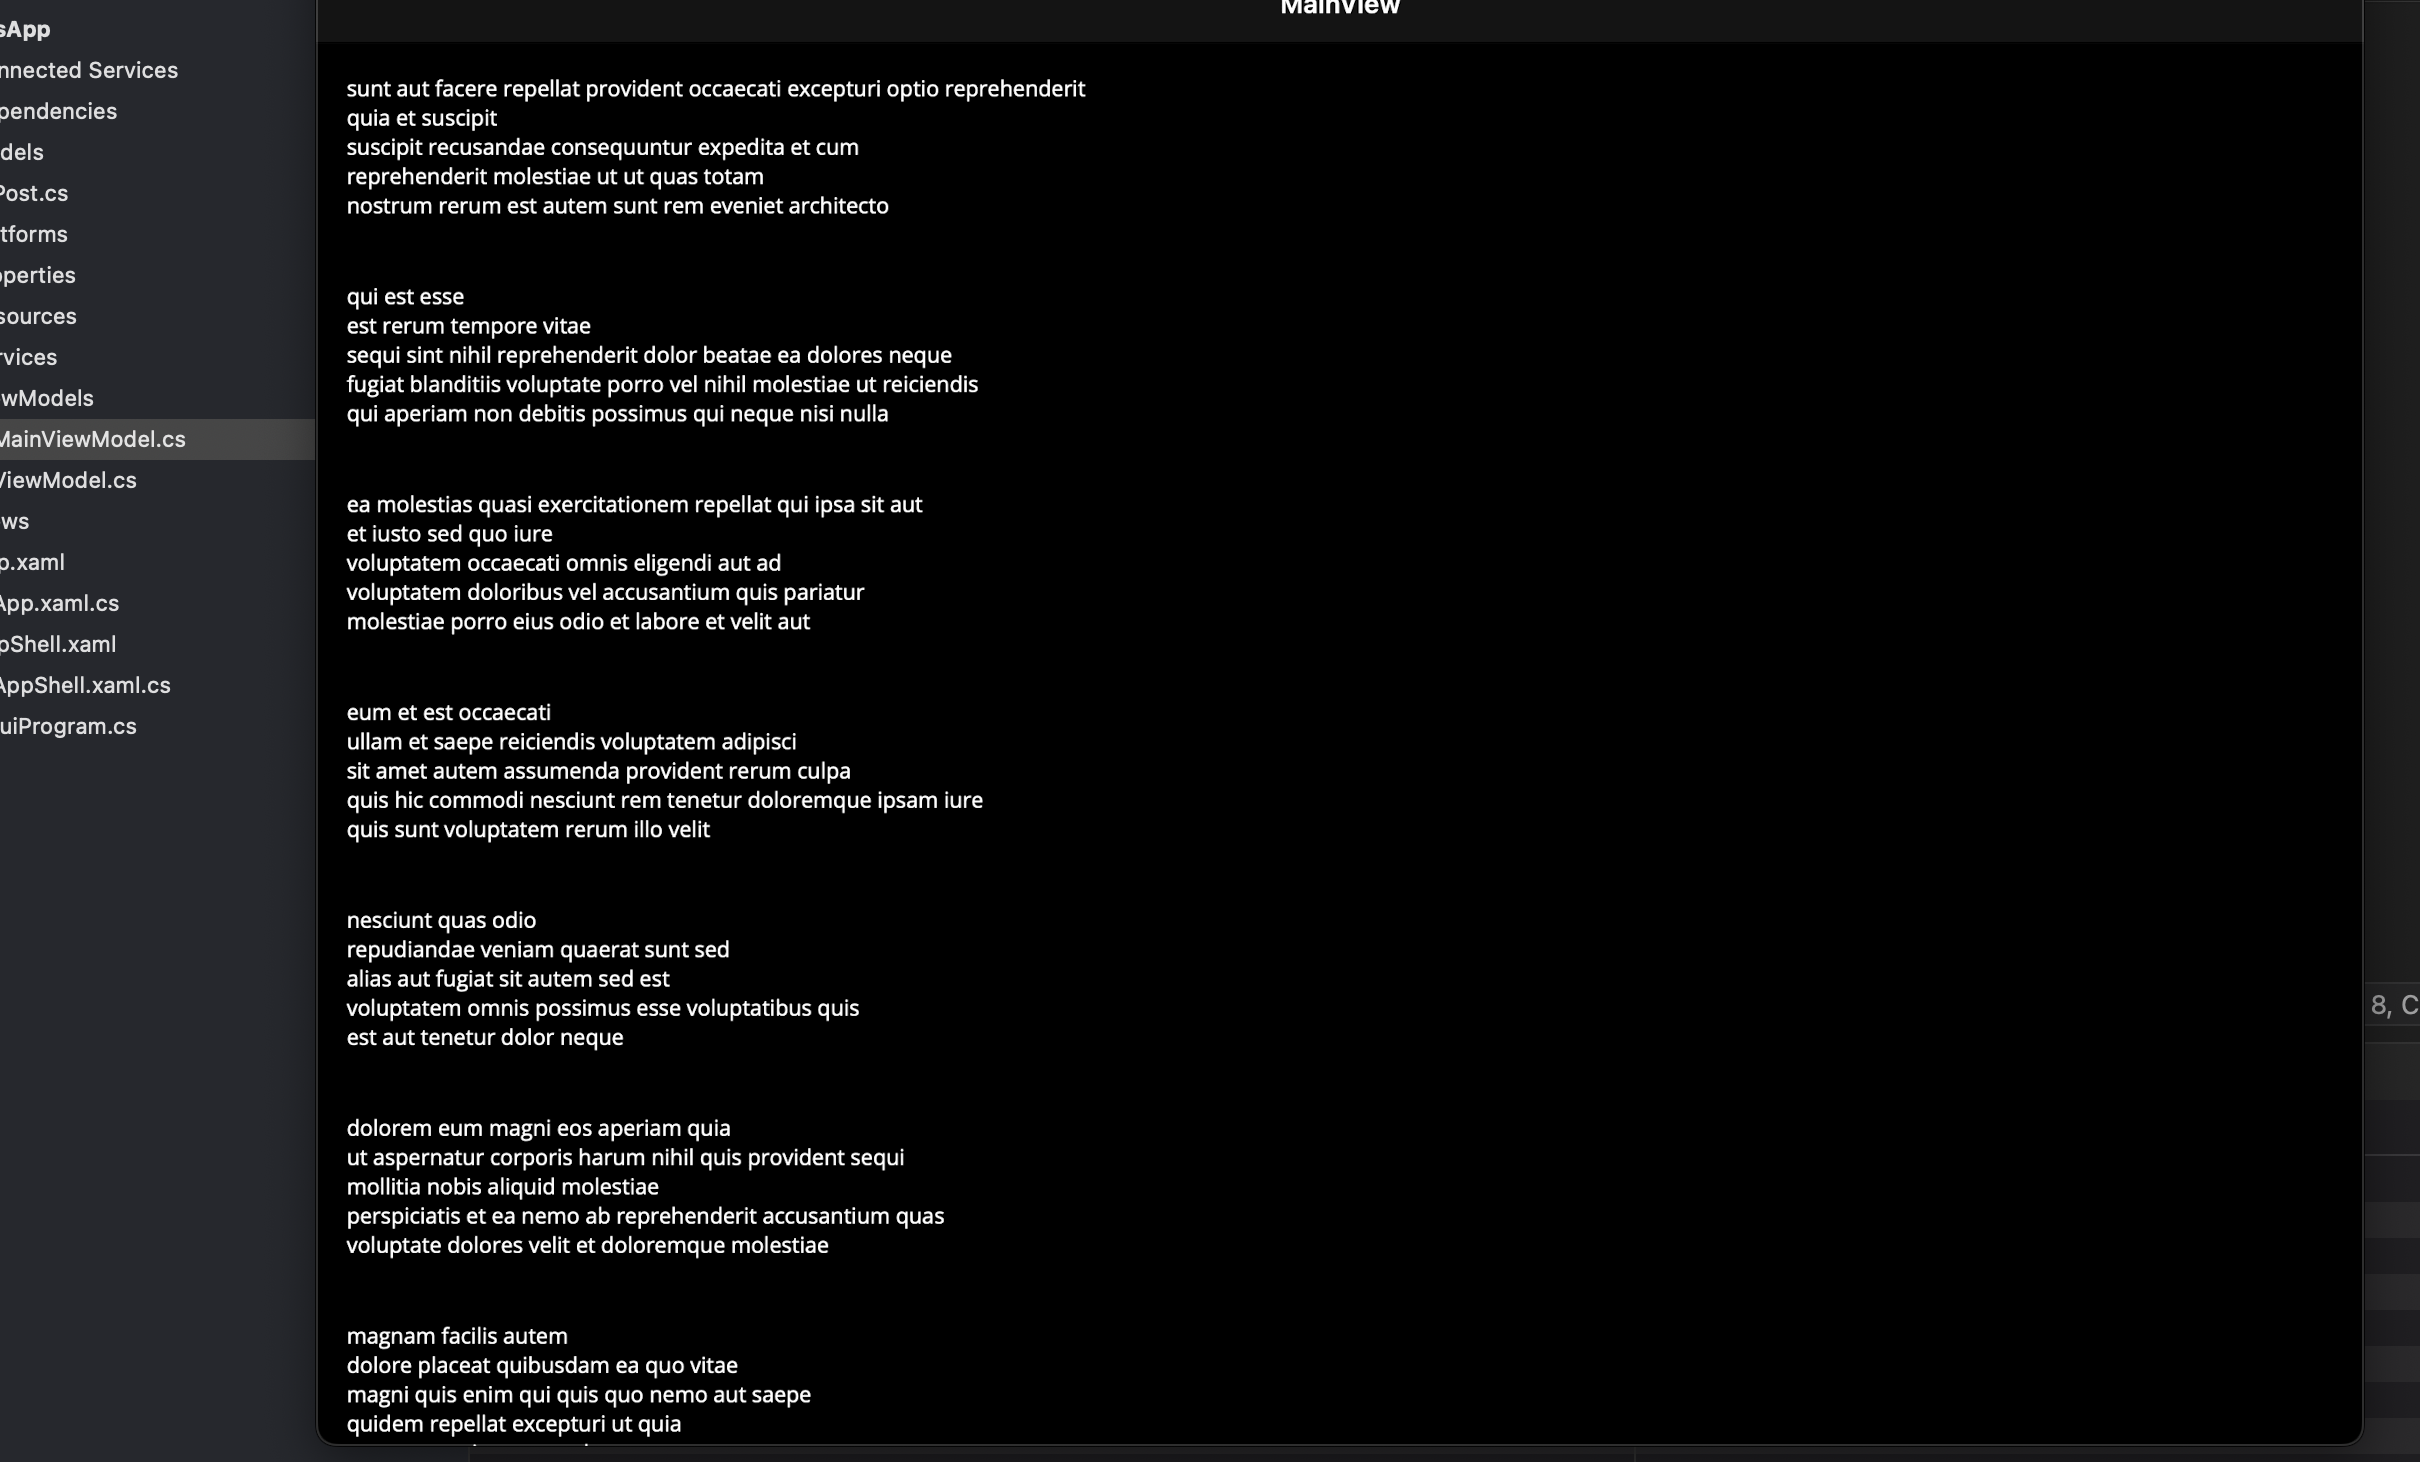 sApp
nnected Services
pendencies
dels
Post.cs
tforms
perties
sources
rvices
wModels
MainViewModel.cs
ViewModel.cs
ws
p.xaml
App.xaml.cs
pShell.xaml
AppShell.xaml.cs
uiProgram.cs
MainView
sunt aut facere repellat provident occaecati excepturi optio reprehenderit
quia et suscipit
suscipit recusandae consequuntur expedita et cum
reprehenderit molestiae ut ut quas totam
nostrum rerum est autem sunt rem eveniet architecto
qui est esse
est rerum tempore vitae
sequi sint nihil reprehenderit dolor beatae ea dolores neque
fugiat blanditiis voluptate porro vel nihil molestiae ut reiciendis
qui aperiam non debitis possimus qui neque nisi nulla
ea molestias quasi exercitationem repellat qui ipsa sit aut
et iusto sed quo iure
voluptatem occaecati omnis eligendi aut ad
voluptatem doloribus vel accusantium quis pariatur
molestiae porro eius odio et labore et velit aut
eum et est occaecati
ullam et saepe reiciendis voluptatem adipisci
sit amet autem assumenda provident rerum culpa
quis hic commodi nesciunt rem tenetur doloremque ipsam iure
quis sunt voluptatem rerum illo velit
nesciunt quas odio
repudiandae veniam quaerat sunt sed
alias aut fugiat sit autem sed est
voluptatem omnis possimus esse voluptatibus quis
est aut tenetur dolor neque
dolorem eum magni eos aperiam quia
ut aspernatur corporis harum nihil quis provident sequi
mollitia nobis aliquid molestiae
perspiciatis et ea nemo ab reprehenderit accusantium quas
voluptate dolores velit et doloremque molestiae
magnam facilis autem
dolore placeat quibusdam ea quo vitae
magni quis enim qui quis quo nemo aut saepe
quidem repellat excepturi ut quia
8, C